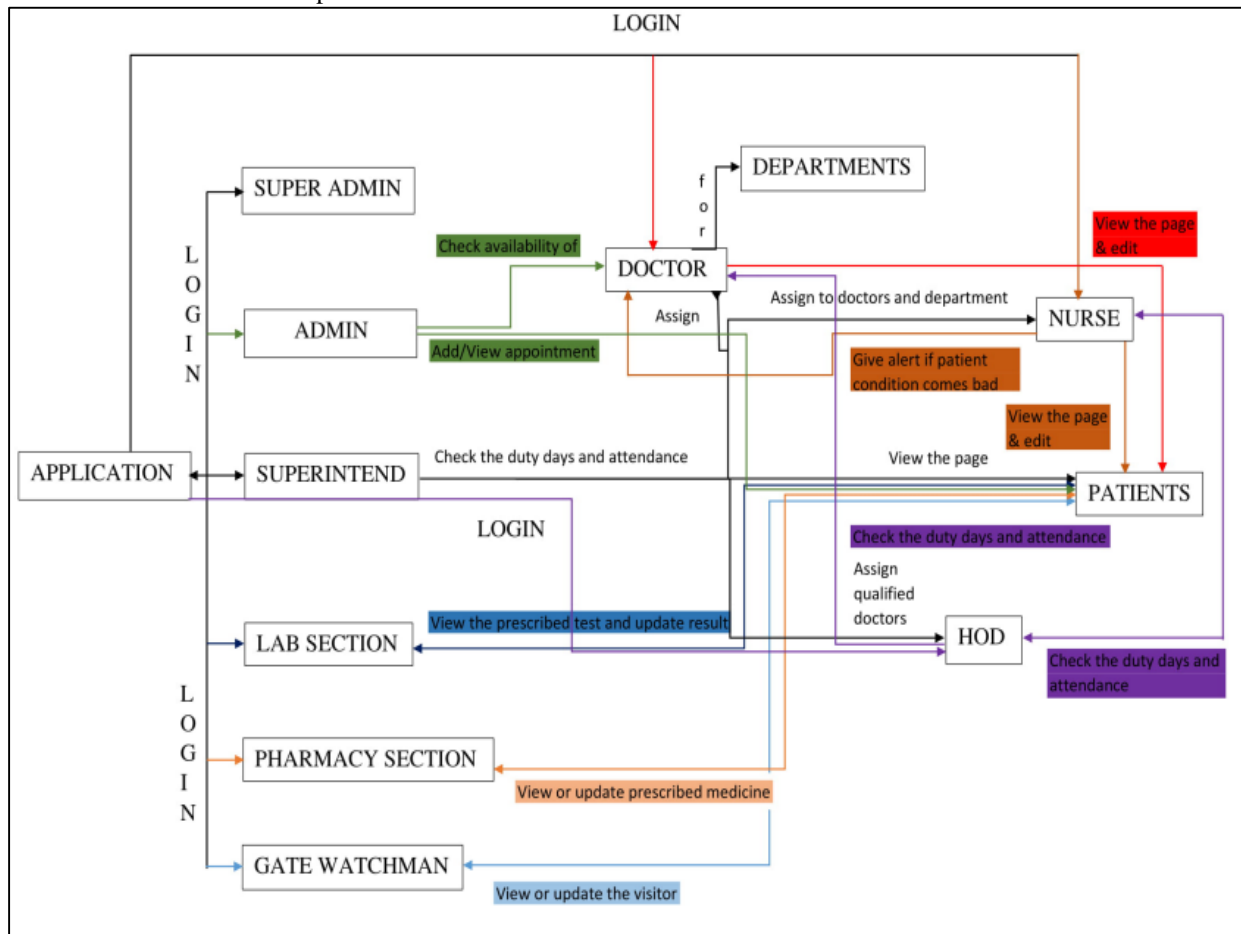 LOGIN
DEPARTMENTS
SUPER ADMIN
f
o
r
View the page
& edit
L
O
G
I
N
Check availability of
DOCTOR
Assign to doctors and department
Assign
NURSE
ADMIN
Add/View appointment
Give alert if patient
condition comes bad
View the page
& edit
APPLICATION
SUPERINTEND
Check the duty days and attendance
View the page
PATIENTS
LOGIN
Check the duty days and attendance
Assign
qualified
doctors
View the prescribed test and update result
LAB SECTION
HOD
Check the duty days and
attendance
L
O
G
I
N
PHARMACY SECTION
View or update prescribed medicine
GATE WATCHMAN
View or update the visitor